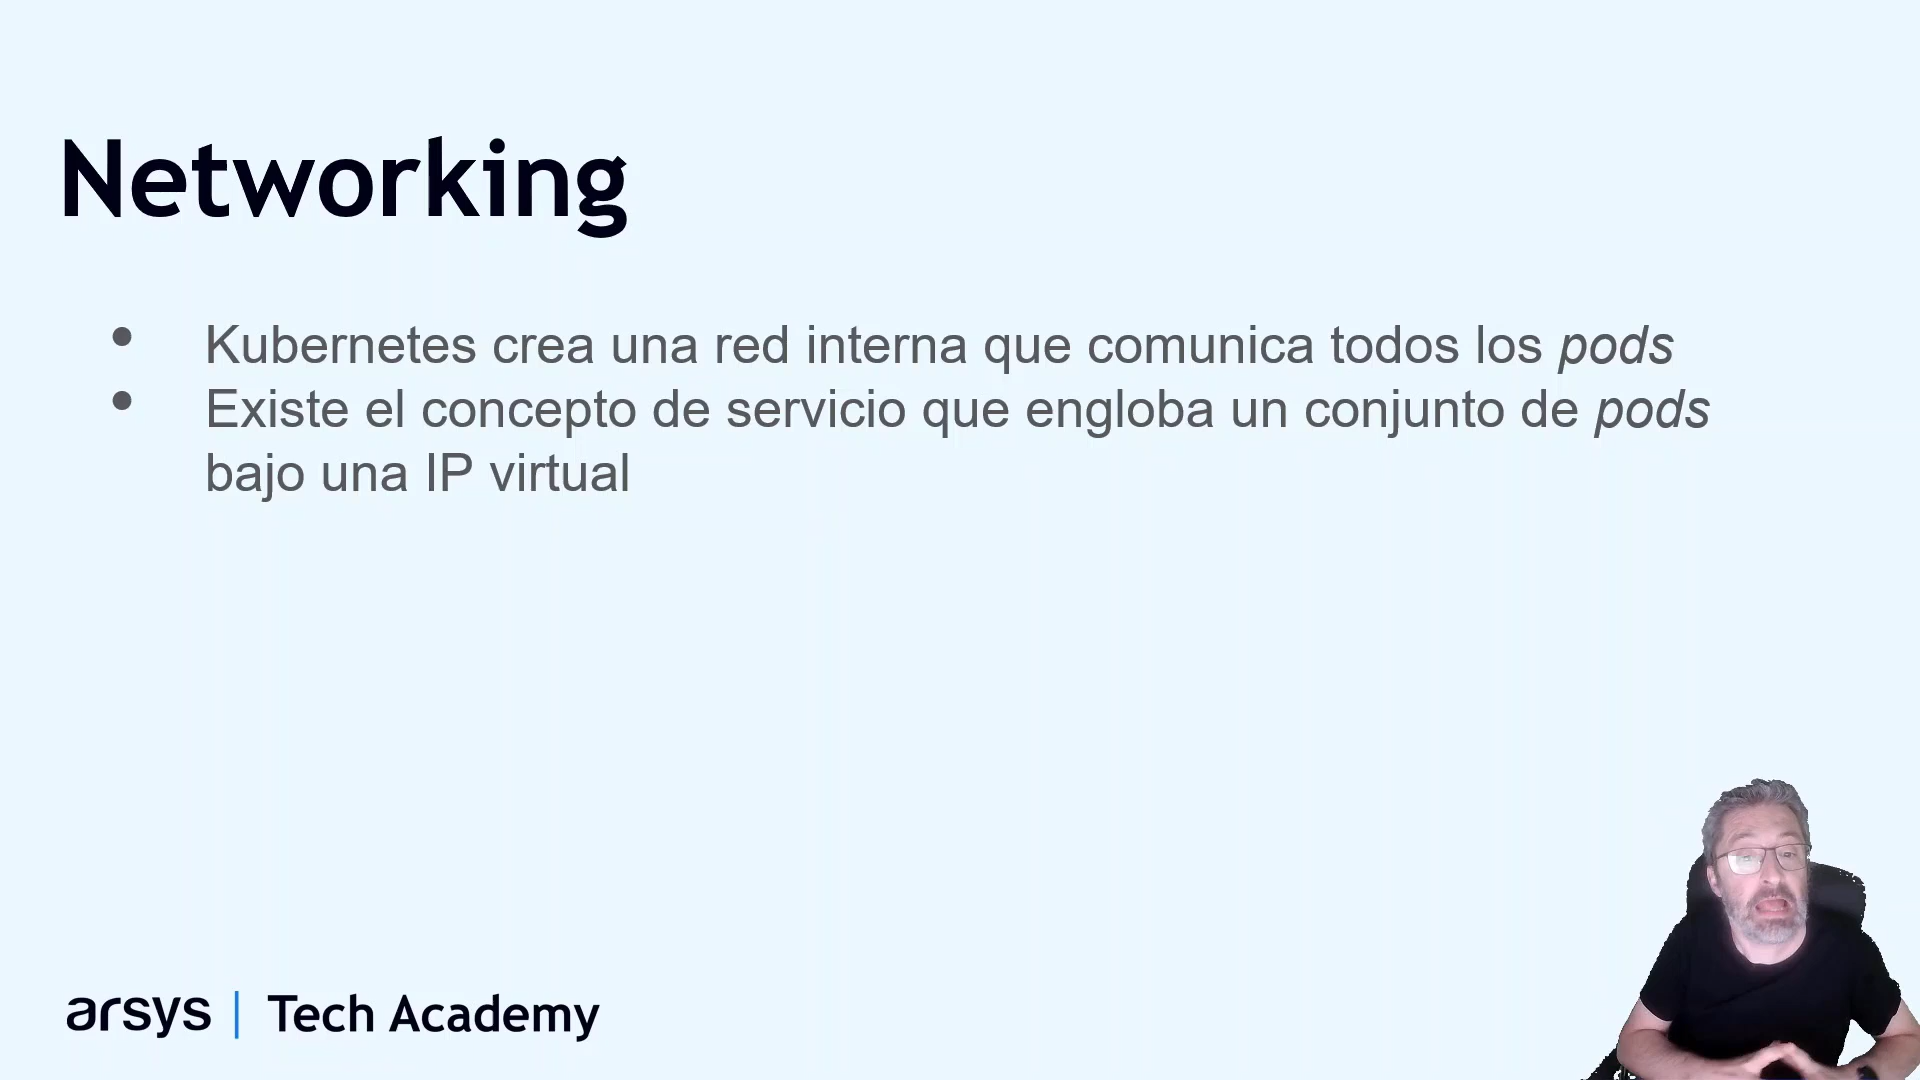 Networking
• Kubernetes crea una red interna que comunica todos los pods
• Existe el concepto de servicio que engloba un conjunto de pods
bajo una IP virtual
arsys | Tech Academy